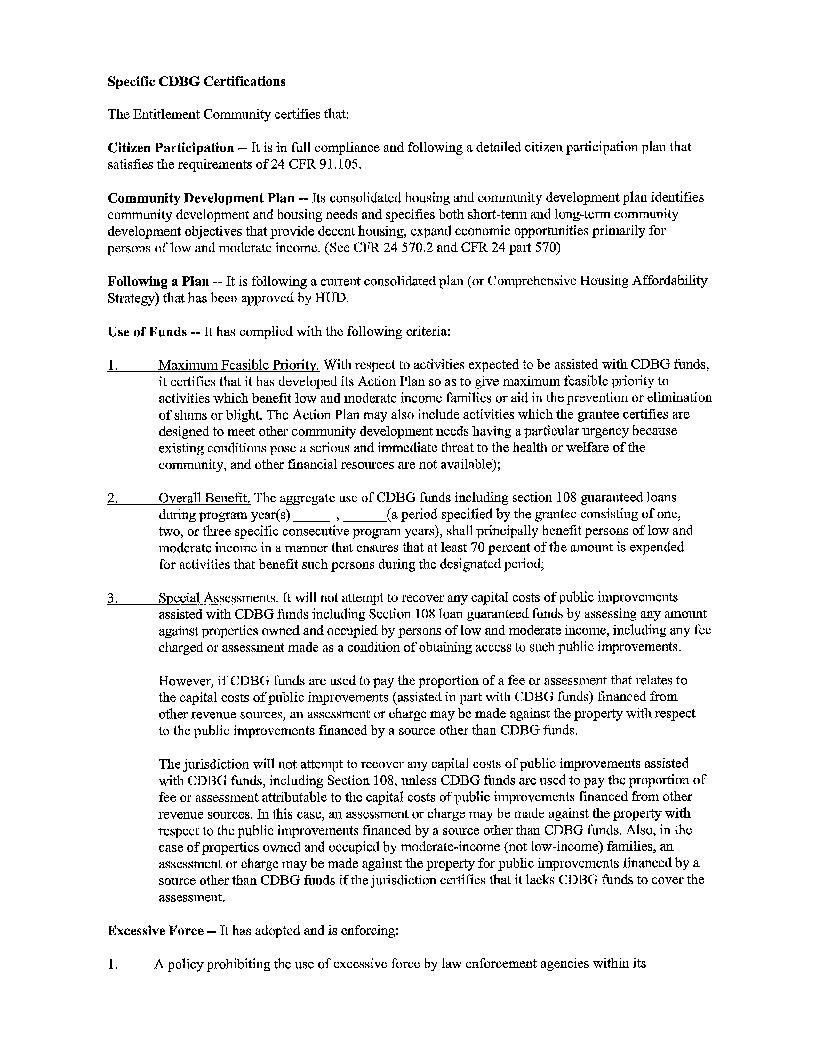 Specific CDBG Certifications
The Entitlement Community certifies that:
Citizen Participation -- It is in full compliance and following a detailed citizen participation plan that
satisfies the requirements of 24 CFR 91.105.
Community Development Plan -- Its consolidated housing and community development plan identifies
community development and housing needs and specifies both short-term and long-term community
development objectives that provide decent housing, expand economic opportunities primarily for
persons of low and moderate income. (See CFR 24 570.2 and CFR 24 part 570)
Following a Plan -- It is following a current consolidated plan (or Comprehensive Housing Affordability
Strategy) that has been approved by HUD.
Use of Funds -- It has complied with the following criteria:
1. Maximum Feasible Priority. With respect to activities expected to be assisted with CDBG funds,
it certifies that it has developed its Action Plan so as to give maximum feasible priority to
activities which benefit low and moderate income families or aid in the prevention or elimination
of slums or blight. The Action Plan may also include activities which the grantee certifies are
designed to meet other community development needs having a particular urgency because
existing conditions pose a serious and immediate threat to the health or welfare of the
community, and other financial resources are not available);
2. Overall Benefit. The aggregate use of CDBG funds including section 108 guaranteed loans
during program year(s) _____ , ______(a period specified by the grantee consisting of one,
two, or three specific consecutive program years), shall principally benefit persons of low and
moderate income in a manner that ensures that at least 70 percent of the amount is expended
for activities that benefit such persons during the designated period;
3. Special Assessments. It will not attempt to recover any capital costs of public improvements
assisted with CDBG funds including Section 108 loan guaranteed funds by assessing any amount
against properties owned and occupied by persons of low and moderate income, including any fee
charged or assessment made as a condition of obtaining access to such public improvements.
However, if CDBG funds are used to pay the proportion of a fee or assessment that relates to
the capital costs of public improvements (assisted in part with CDBG funds) financed from
other revenue sources, an assessment or charge may be made against the property with respect
to the public improvements financed by a source other than CDBG funds.
The jurisdiction will not attempt to recover any capital costs of public improvements assisted
with CDBG funds, including Section 108, unless CDBG funds are used to pay the proportion of
fee or assessment attributable to the capital costs of public improvements financed from other
revenue sources. In this case, an assessment or charge may be made against the property with
respect to the public improvements financed by a source other than CDBG funds. Also, in the
case of properties owned and occupied by moderate-income (not low-income) families, an
assessment or charge may be made against the property for public improvements financed by a
source other than CDBG funds if the jurisdiction certifies that it lacks CDBG funds to cover the
assessment.
Excessive Force -- It has adopted and is enforcing:
1. A policy prohibiting the use of excessive force by law enforcement agencies within its